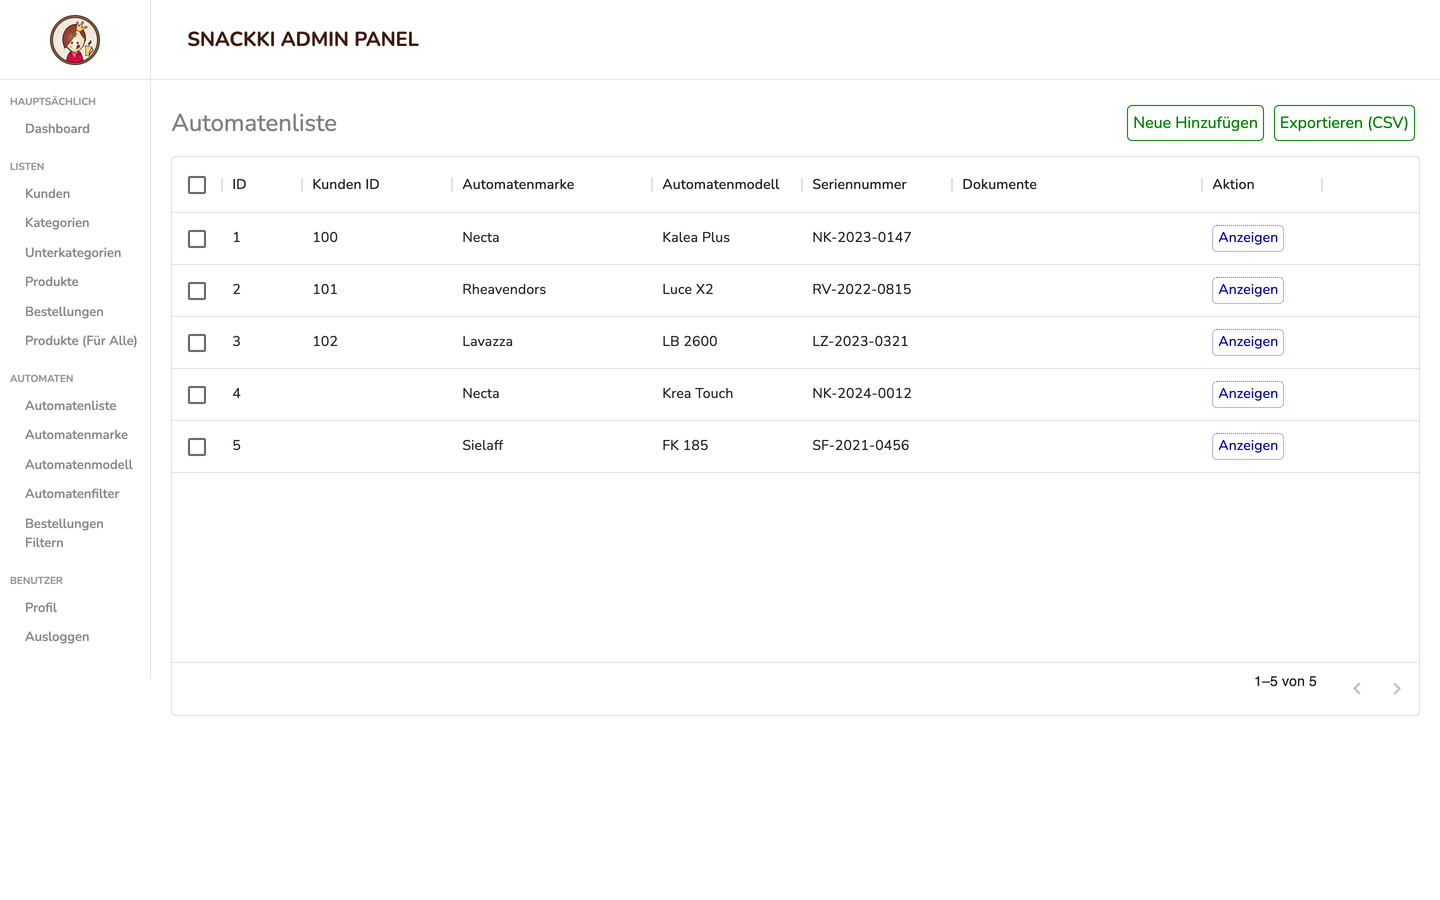 SNACKKI ADMIN PANEL
HAUPTSÄCHLICH
Dashboard
LISTEN
Kunden
Kategorien
Unterkategorien
Produkte
Bestellungen
Produkte (Für Alle)
AUTOMATEN
Automatenliste
Automatenmarke
Automatenmodell
Automatenfilter
Bestellungen
Filtern
BENUTZER
Profil
Ausloggen
Automatenliste
Neue Hinzufügen
Exportieren (CSV)
ID Kunden ID Automatenmarke Automatenmodell Seriennummer Dokumente Aktion
1 100 Necta Kalea Plus NK-2023-0147 Anzeigen
2 101 Rheavendors Luce X2 RV-2022-0815 Anzeigen
3 102 Lavazza LB 2600 LZ-2023-0321 Anzeigen
4 Necta Krea Touch NK-2024-0012 Anzeigen
5 Sielaff FK 185 SF-2021-0456 Anzeigen
1–5 von 5